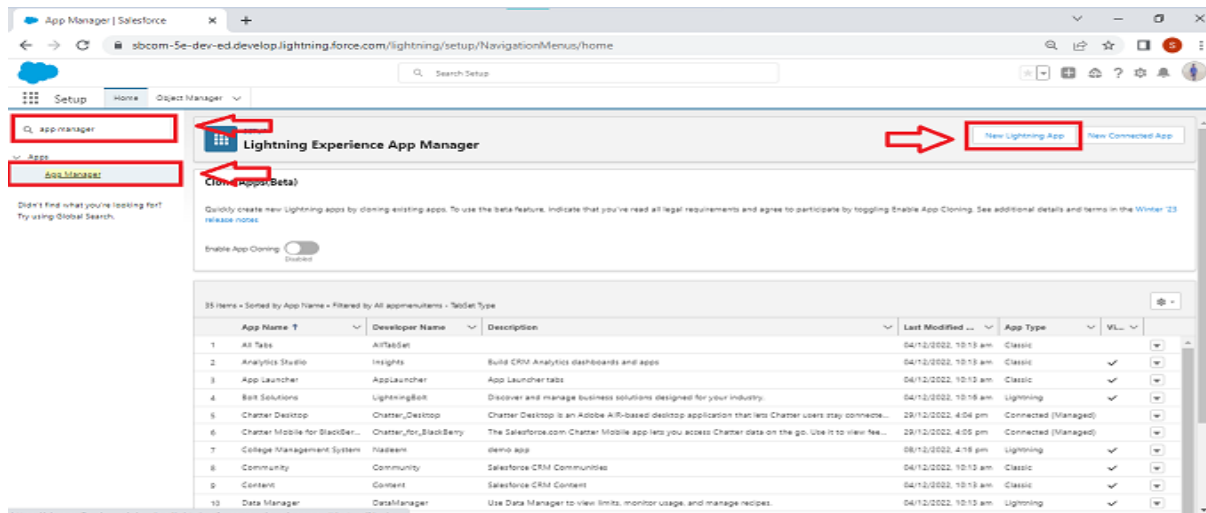 App Manager | Salesforce
sbcom-5e-dev-ed.develop.lightning.force.com/lightning/setup/NavigationMenus/home
S
Search Setup
Setup Home Object Manager
app manager
Apps
App Manager
Didn't find what you're looking for?
Try using Global Search.
SETUP
Lightning Experience App Manager
New Lightning App New Connected App
Clone Apps(Beta)
Quickly create new Lightning apps by cloning existing apps. To use the beta feature, indicate that you've read all legal requirements and agree to participate by toggling Enable App Cloning. See additional details and terms in the Winter '23
release notes
Enable App Cloning
Disabled
35 items • Sorted by App Name • Filtered by All appmenuitems - TabSet Type
App Name Developer Name Description Last Modified ... App Type Vi...
1 All Tabs AllTabSet 04/12/2022, 10:13 am Classic
2 Analytics Studio Insights Build CRM Analytics dashboards and apps 04/12/2022, 10:13 am Classic
3 App Launcher AppLauncher App Launcher tabs 04/12/2022, 10:13 am Classic
4 Bolt Solutions LightningBolt Discover and manage business solutions designed for your industry. 04/12/2022, 10:16 am Lightning
5 Chatter Desktop Chatter_Desktop Chatter Desktop is an Adobe AIR-based desktop application that lets Chatter users stay connecte... 29/12/2022, 4:04 pm Connected (Managed)
6 Chatter Mobile for BlackBer... Chatter_for_BlackBerry The Salesforce.com Chatter Mobile app lets you access Chatter data on the go. Use it to view fee... 29/12/2022, 4:05 pm Connected (Managed)
7 College Management System Nadeem demo app 08/12/2022, 4:16 pm Lightning
8 Community Community Salesforce CRM Communities 04/12/2022, 10:13 am Classic
9 Content Content Salesforce CRM Content 04/12/2022, 10:13 am Classic
10 Data Manager DataManager Use Data Manager to view limits, monitor usage, and manage recipes. 04/12/2022, 10:13 am Lightning